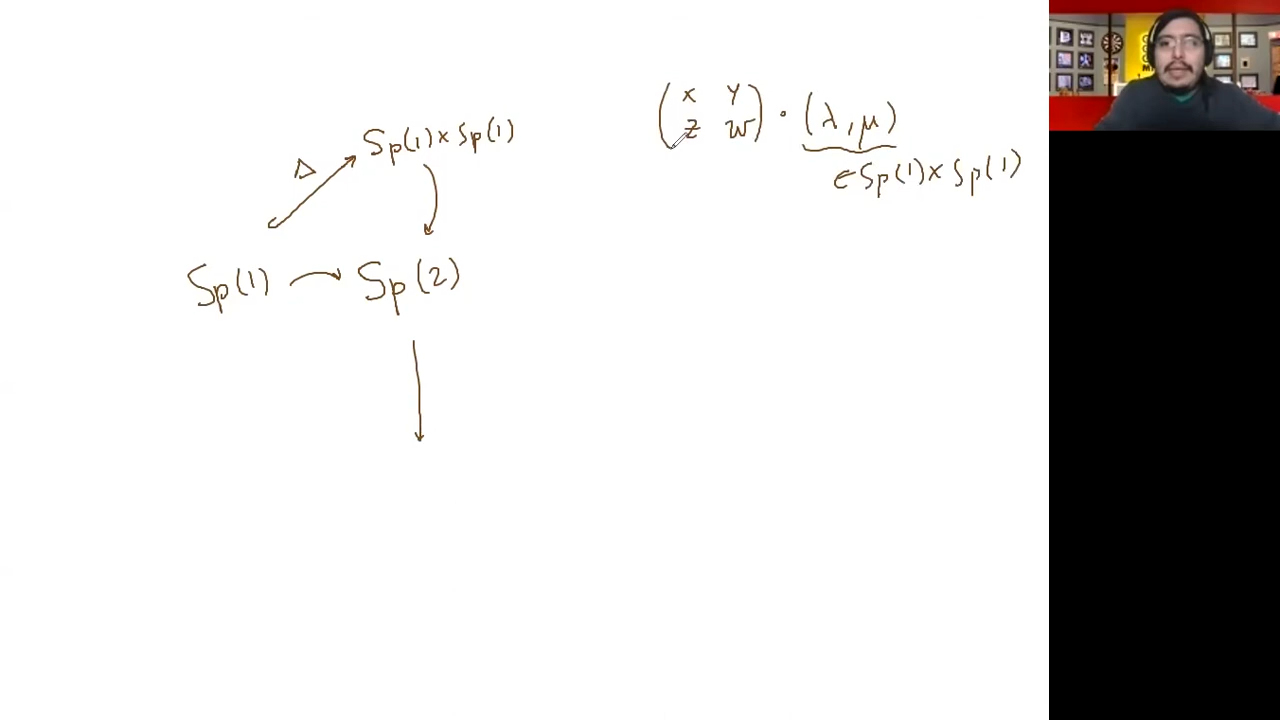 Δ Sp(1) × Sp(1)
Sp(1) → Sp(2)
(x y
z w) · (λ, μ)
∈ Sp(1) × Sp(1)